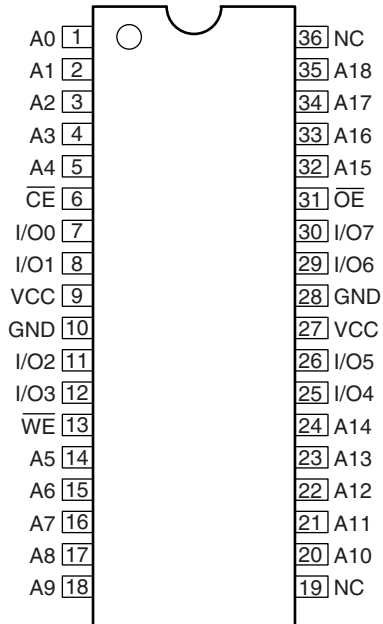 A0 1 36 NC
A1 2 35 A18
A2 3 34 A17
A3 4 33 A16
A4 5 32 A15
C̅E̅ 6 31 O̅E̅
I/O0 7 30 I/O7
I/O1 8 29 I/O6
VCC 9 28 GND
GND 10 27 VCC
I/O2 11 26 I/O5
I/O3 12 25 I/O4
W̅E̅ 13 24 A14
A5 14 23 A13
A6 15 22 A12
A7 16 21 A11
A8 17 20 A10
A9 18 19 NC